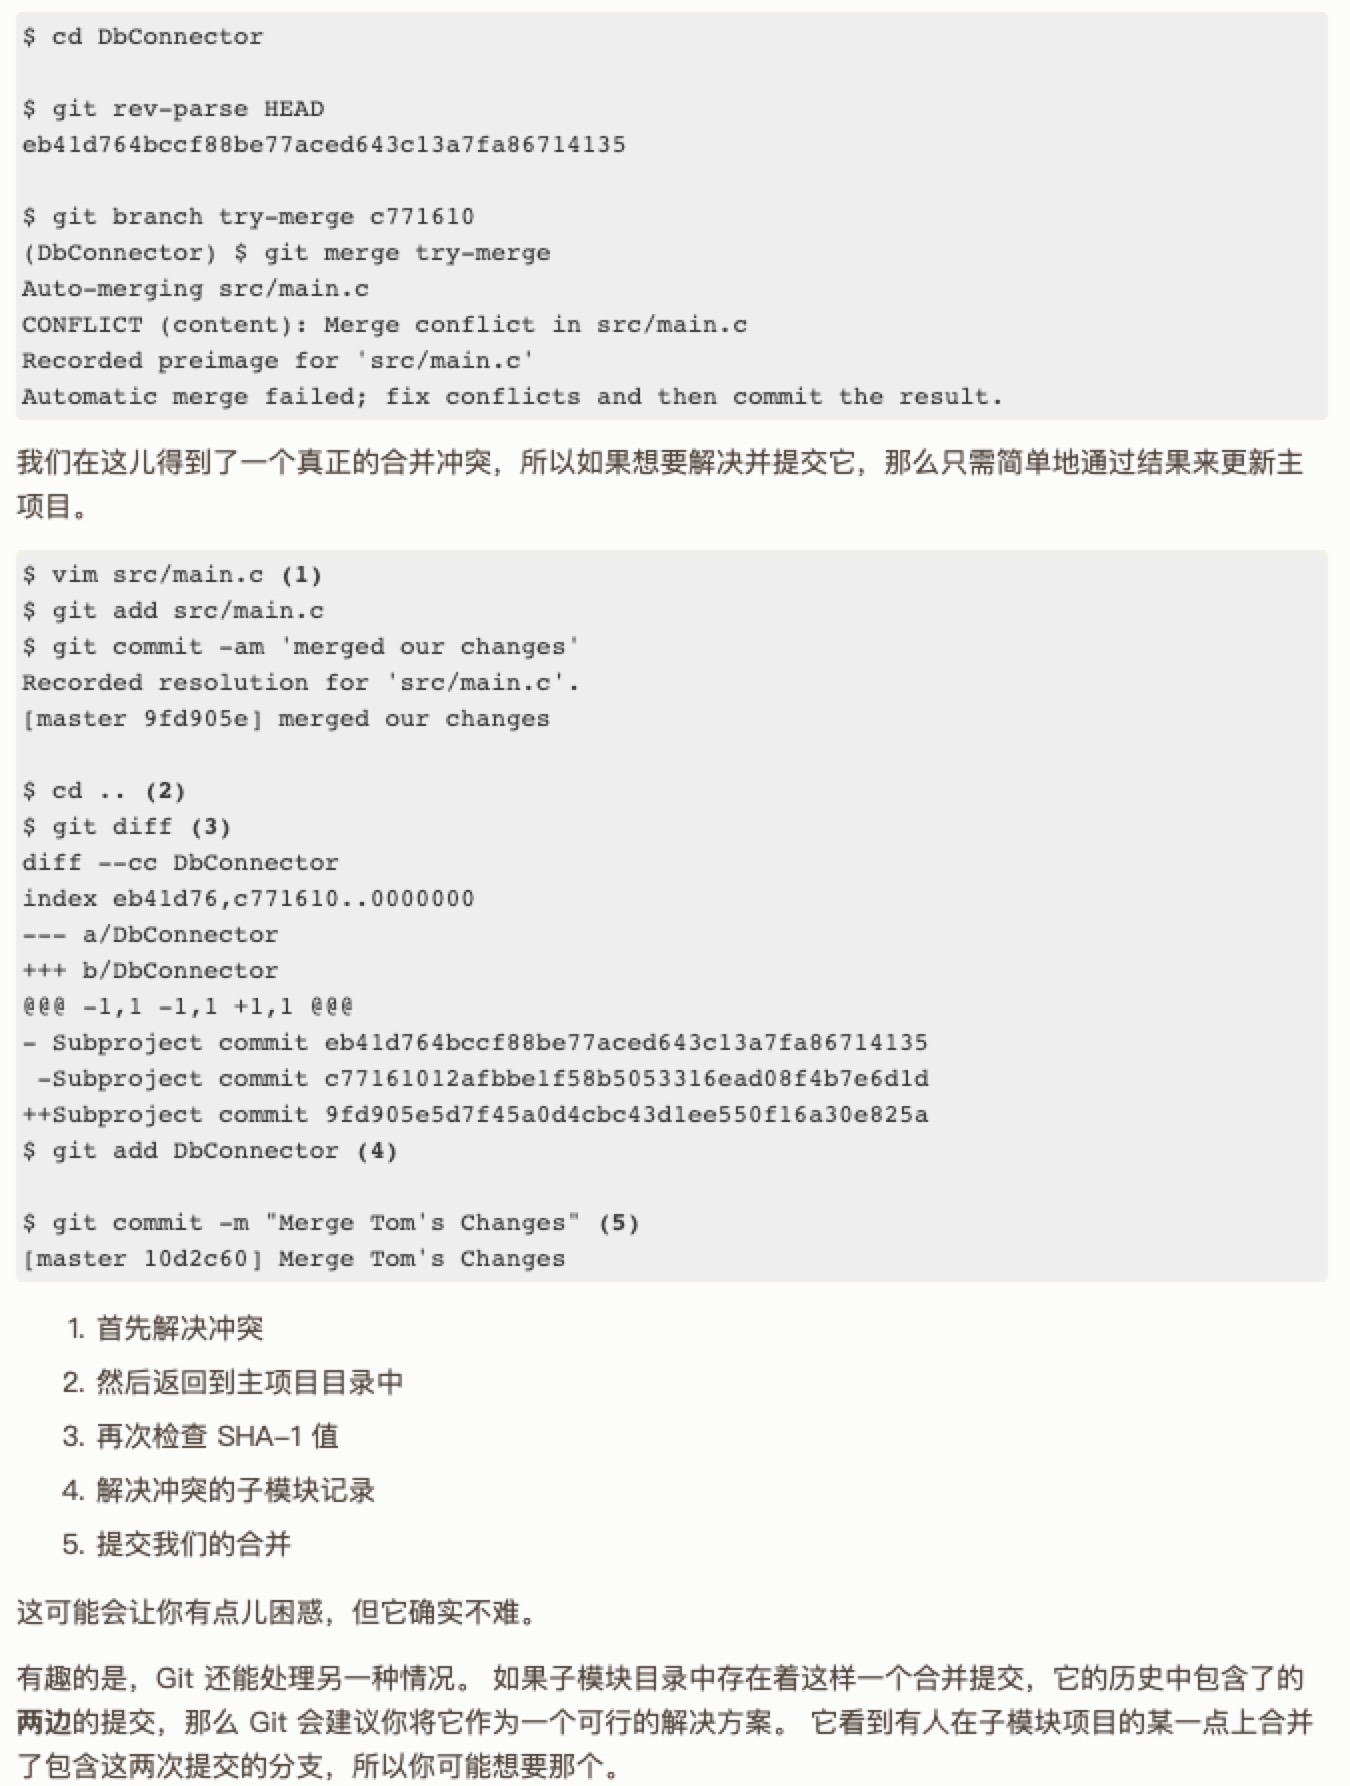 $ cd DbConnector
$ git rev-parse HEAD
eb41d764bccf88be77aced643c13a7fa86714135
$ git branch try-merge c771610
(DbConnector) $ git merge try-merge
Auto-merging src/main.c
CONFLICT (content): Merge conflict in src/main.c
Recorded preimage for 'src/main.c'
Automatic merge failed; fix conflicts and then commit the result.
我们在这儿得到了一个真正的合并冲突，所以如果想要解决并提交它，那么只需简单地通过结果来更新主
项目。
$ vim src/main.c (1)
$ git add src/main.c
$ git commit -am 'merged our changes'
Recorded resolution for 'src/main.c'.
[master 9fd905e] merged our changes
$ cd .. (2)
$ git diff (3)
diff --cc DbConnector
index eb41d76,c771610..0000000
--- a/DbConnector
+++ b/DbConnector
@@@ -1,1 -1,1 +1,1 @@@
- Subproject commit eb41d764bccf88be77aced643c13a7fa86714135
 -Subproject commit c77161012afbbe1f58b5053316ead08f4b7e6d1d
++Subproject commit 9fd905e5d7f45a0d4cbc43d1ee550f16a30e825a
$ git add DbConnector (4)
$ git commit -m "Merge Tom's Changes" (5)
[master 10d2c60] Merge Tom's Changes
1. 首先解决冲突
2. 然后返回到主项目目录中
3. 再次检查 SHA-1 值
4. 解决冲突的子模块记录
5. 提交我们的合并
这可能会让你有点儿困惑，但它确实不难。
有趣的是，Git 还能处理另一种情况。 如果子模块目录中存在着这样一个合并提交，它的历史中包含了的
两边的提交，那么 Git 会建议你将它作为一个可行的解决方案。 它看到有人在子模块项目的某一点上合并
了包含这两次提交的分支，所以你可能想要那个。